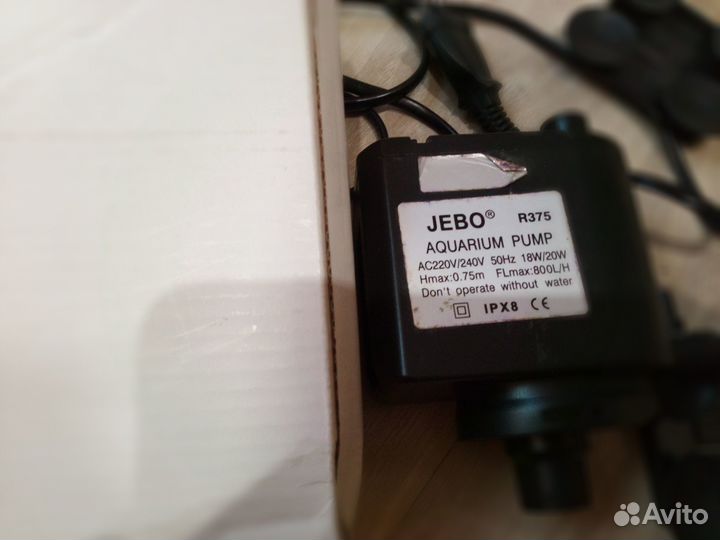 JEBO® R375
AQUARIUM PUMP
AC220V/240V 50Hz 18W/20W
Hmax:0.75m FLmax:800L/H
Don't operate without water
IPX8 CE
Avito